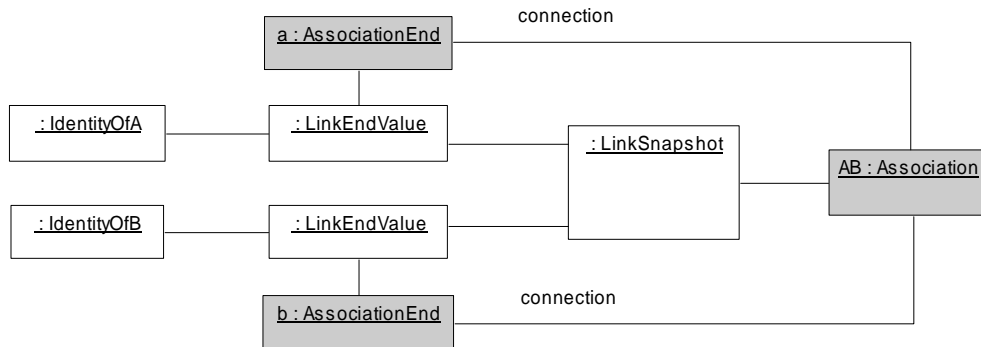 connection
a : AssociationEnd
: IdentityOfA
: LinkEndValue
: LinkSnapshot
AB : Association
: IdentityOfB
: LinkEndValue
connection
b : AssociationEnd